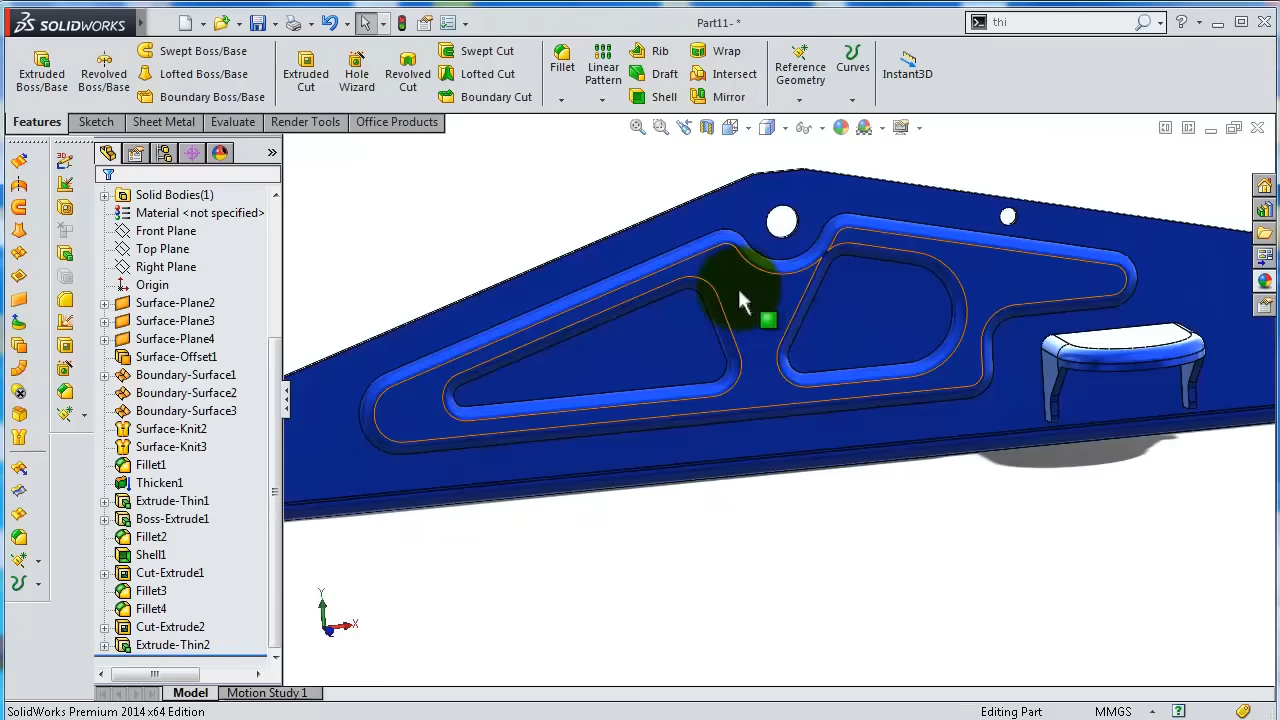 SOLIDWORKS
Part11- *
thi
Extruded Boss/Base
Revolved Boss/Base
Swept Boss/Base
Lofted Boss/Base
Boundary Boss/Base
Extruded Cut
Hole Wizard
Revolved Cut
Swept Cut
Lofted Cut
Boundary Cut
Fillet
Linear Pattern
Rib
Draft
Shell
Wrap
Intersect
Mirror
Reference Geometry
Curves
Instant3D
Features
Sketch
Sheet Metal
Evaluate
Render Tools
Office Products
Solid Bodies(1)
Material <not specified>
Front Plane
Top Plane
Right Plane
Origin
Surface-Plane2
Surface-Plane3
Surface-Plane4
Surface-Offset1
Boundary-Surface1
Boundary-Surface2
Boundary-Surface3
Surface-Knit2
Surface-Knit3
Fillet1
Thicken1
Extrude-Thin1
Boss-Extrude1
Fillet2
Shell1
Cut-Extrude1
Fillet3
Fillet4
Cut-Extrude2
Extrude-Thin2
Y
X
Model
Motion Study 1
SolidWorks Premium 2014 x64 Edition
Editing Part
MMGS